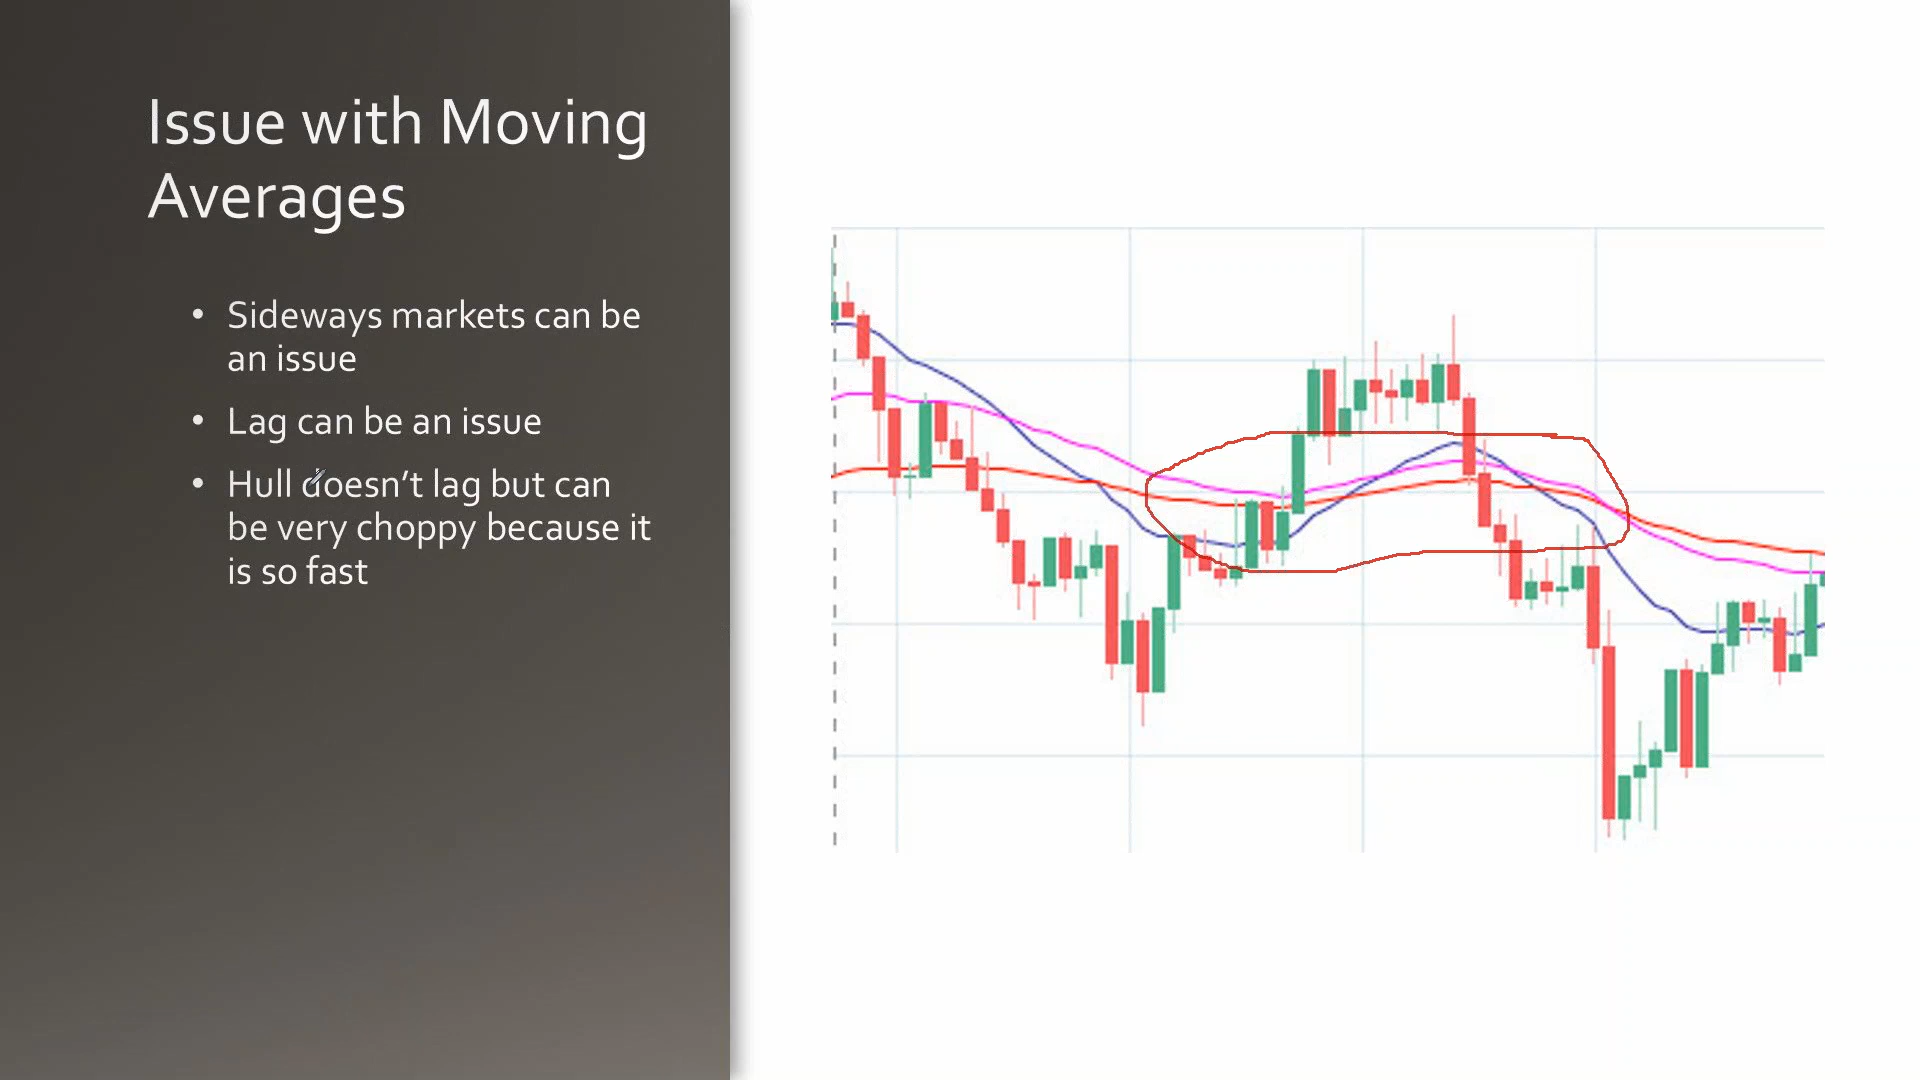 Issue with Moving
Averages
• Sideways markets can be
an issue
• Lag can be an issue
• Hull doesn’t lag but can
be very choppy because it
is so fast